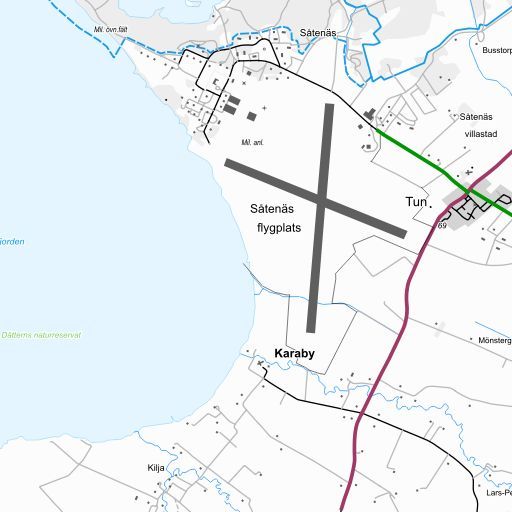 Mil. övn.fält
Såtenäs
Busstorp
Såtenäs
villastad
Mil. anl.
Såtenäs
flygplats
Tun
69
fjorden
Dättern naturreservat
Mönsterg
Karaby
Kilja
Lars-Pe